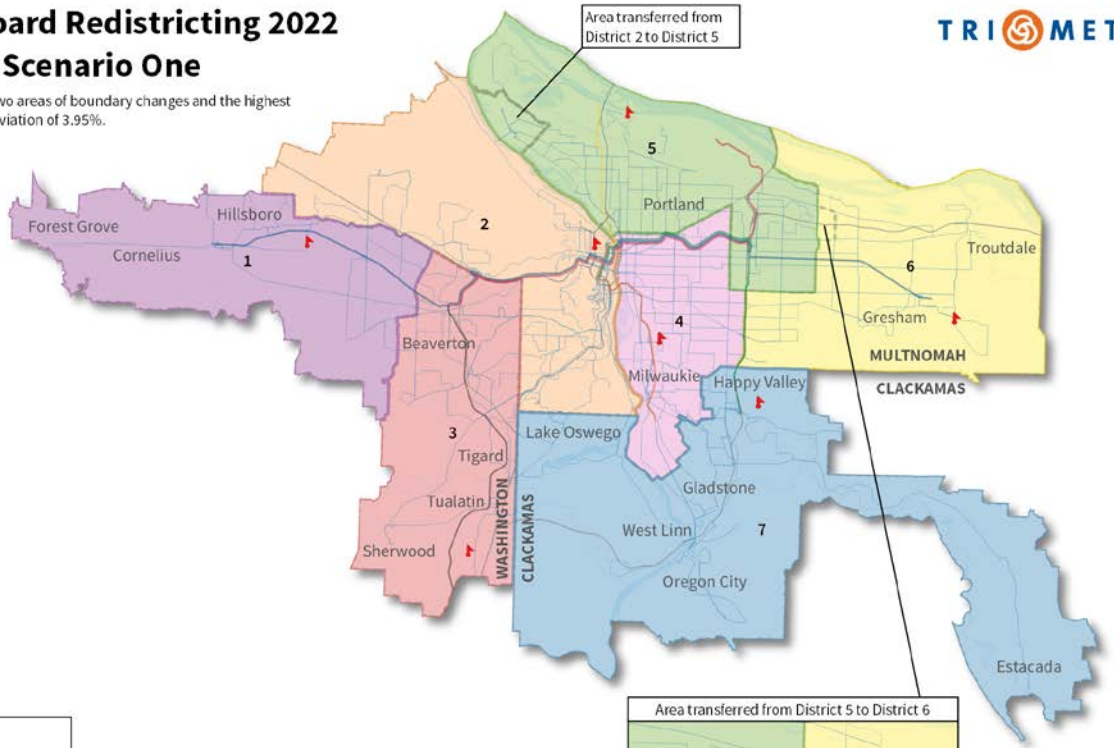 oard Redistricting 2022
Scenario One
wo areas of boundary changes and the highest
viation of 3.95%.
Area transferred from
District 2 to District 5
TRI MET
5
Portland
2
Hillsboro
Forest Grove
Cornelius
1
Troutdale
6
Gresham
4
MULTNOMAH
CLACKAMAS
Beaverton
Milwaukie
Happy Valley
3
Lake Oswego
Tigard
Tualatin
WASHINGTON
CLACKAMAS
Gladstone
West Linn
7
Sherwood
Oregon City
Estacada
Area transferred from District 5 to District 6